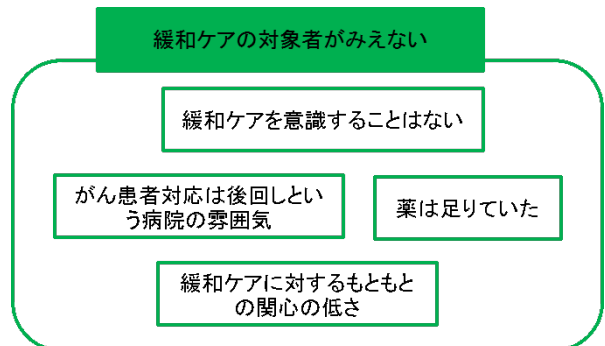 緩和ケアの対象者がみえない
緩和ケアを意識することはない
がん患者対応は後回しとい
う病院の雰囲気
薬は足りていた
緩和ケアに対するもともと
の関心の低さ